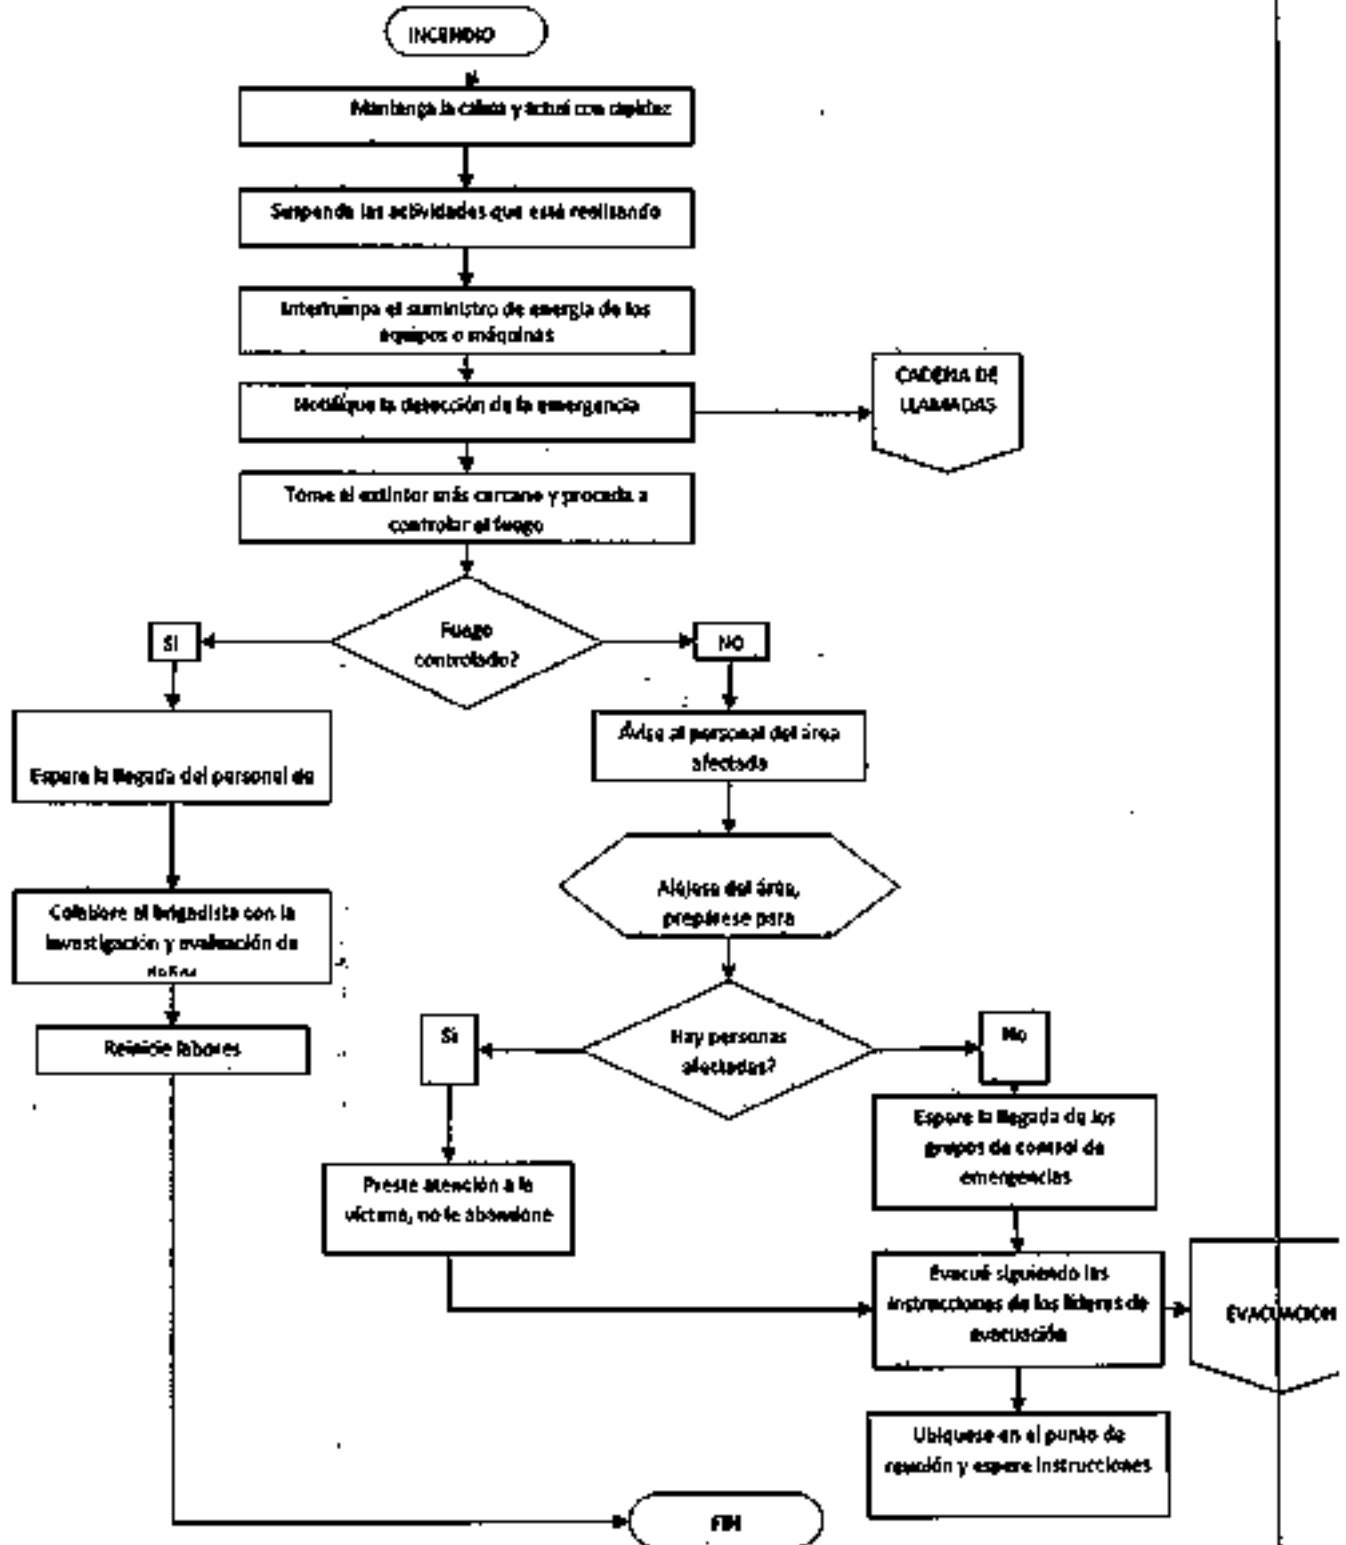 INCENDIO
Mantenga la calma y actué con rapidez
Suspenda las actividades que está realizando
Interrumpa el suministro de energía de los
equipos o máquinas
Notifique la detección de la emergencia
CADENA DE
LLAMADAS
Tome el extintor más cercano y proceda a
controlar el fuego
Fuego
controlado?
SI
NO
Espere la llegada del personal de
Avise al personal del área
afectada
Colabore al brigadista con la
investigación y evaluación de
Aléjese del área,
prepárese para
Reinicie labores
Hay personas
afectadas?
Si
No
Espere la llegada de los
grupos de control de
emergencias
Preste atención a la
víctima, no le abandone
Evacué siguiendo las
instrucciones de los líderes de
evacuación
EVACUACION
Ubíquese en el punto de
reunión y espere instrucciones
FIN